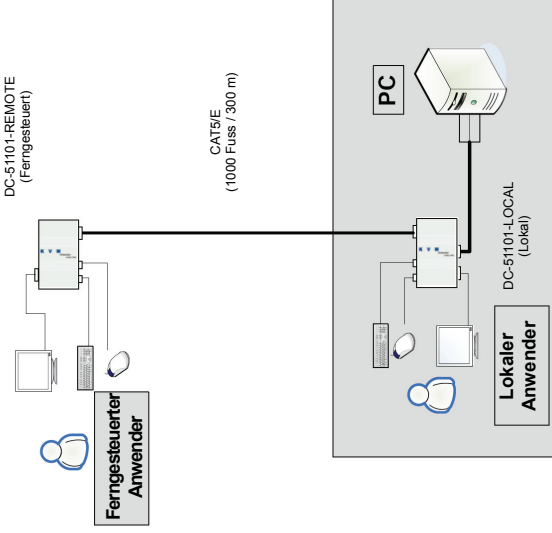 DC-51101-REMOTE
(Ferngesteuert)
CAT5/E
(1000 Fuss / 300 m)
PC
K V M
DC-51101-LOCAL
(Lokal)
K V M
Ferngesteuerter
Anwender
Lokaler
Anwender